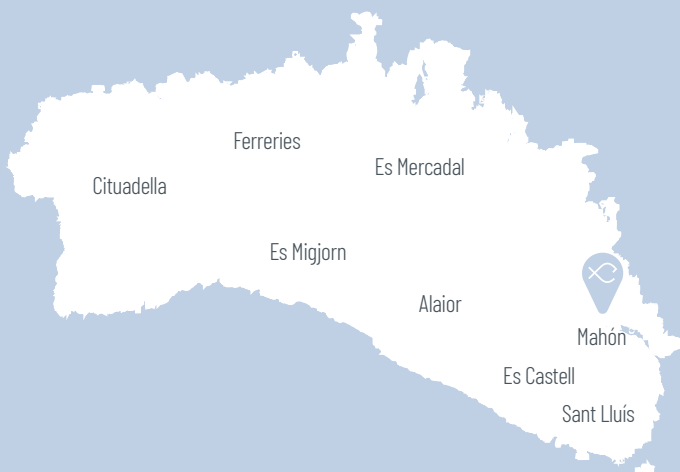 Ferreries
Es Mercadal
Cituadella
Es Migjorn
Alaior
Mahón
Es Castell
Sant Lluís